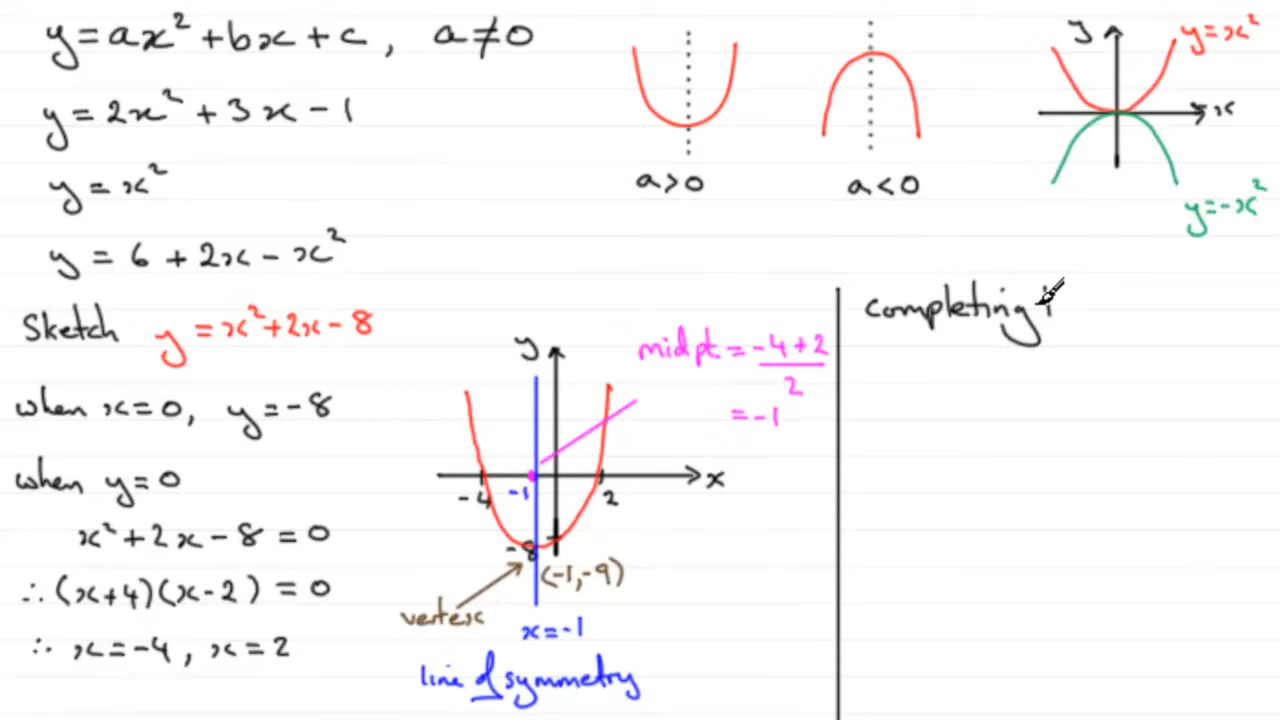 y = ax² + bx + c, a ≠ 0
y = 2x² + 3x - 1
y = x²
y = 6 + 2x - x²
a > 0
a < 0
y
x
y = x²
y = -x²
Sketch y = x² + 2x - 8
when x = 0, y = -8
when y = 0
x² + 2x - 8 = 0
∴ (x+4)(x-2) = 0
∴ x = -4, x = 2
y
x
-4
-1
2
-8
(-1,-9)
vertex
x = -1
line of symmetry
midpt = -4+2
2
= -1
Completing